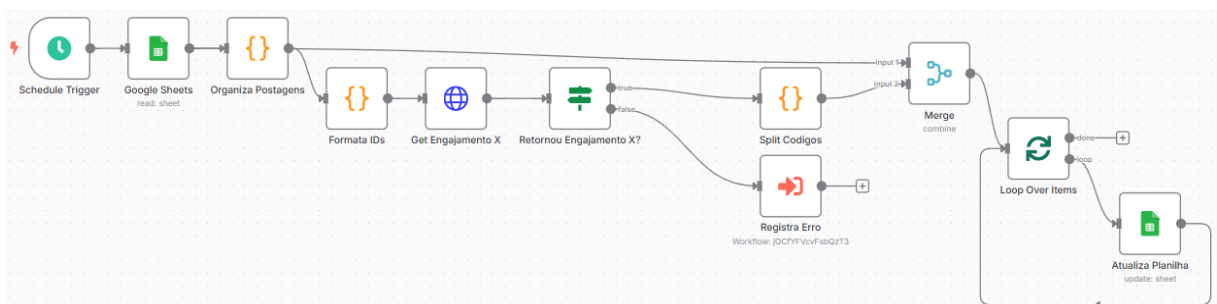 Schedule Trigger
Google Sheets
read: sheet
Organiza Postagens
Formata IDs
Get Engajamento X
Retornou Engajamento X?
true
false
Split Codigos
Registra Erro
Workflow: jOCfYFVcvFsbQzT3
Input 1
Input 2
Merge
combine
Loop Over Items
done
loop
Atualiza Planilha
update: sheet